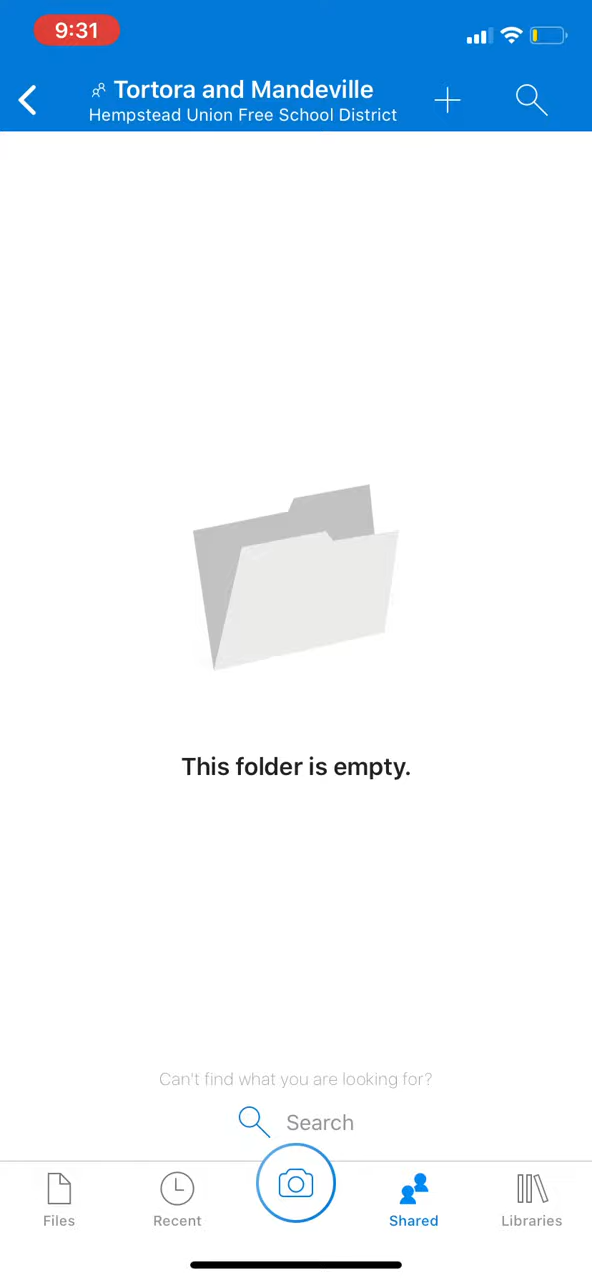 9:31
Tortora and Mandeville
Hempstead Union Free School District
This folder is empty.
Can't find what you are looking for?
Search
Files
Recent
Shared
Libraries